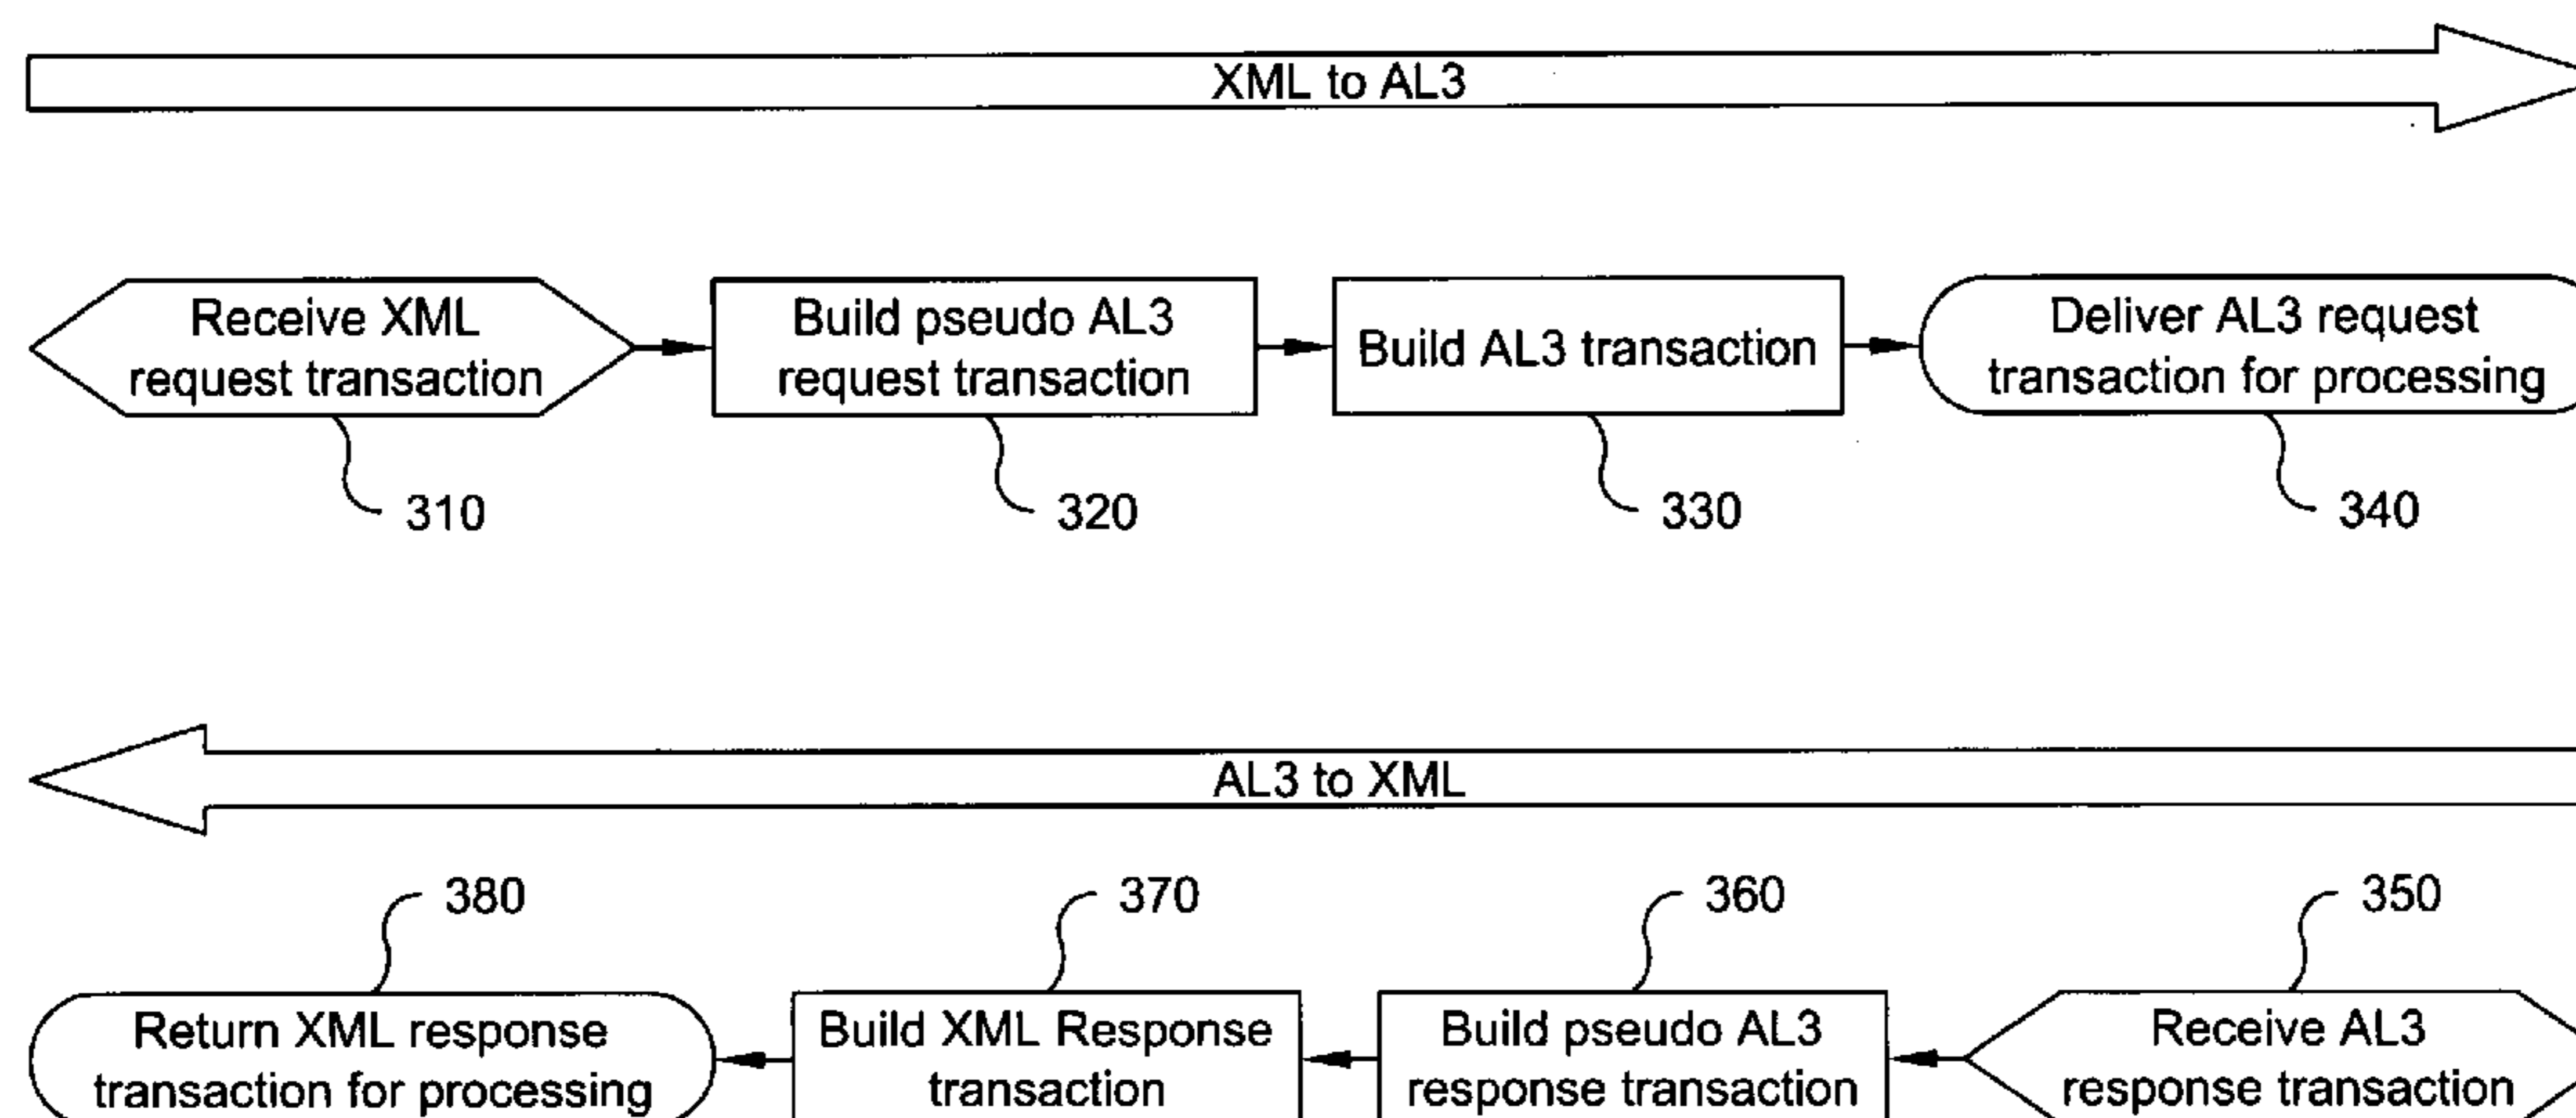 XML to AL3
Receive XML
request transaction
310
Build pseudo AL3
request transaction
320
Build AL3 transaction
330
Deliver AL3 request
transaction for processing
340
AL3 to XML
380
Return XML response
transaction for processing
370
Build XML Response
transaction
360
Build pseudo AL3
response transaction
350
Receive AL3
response transaction